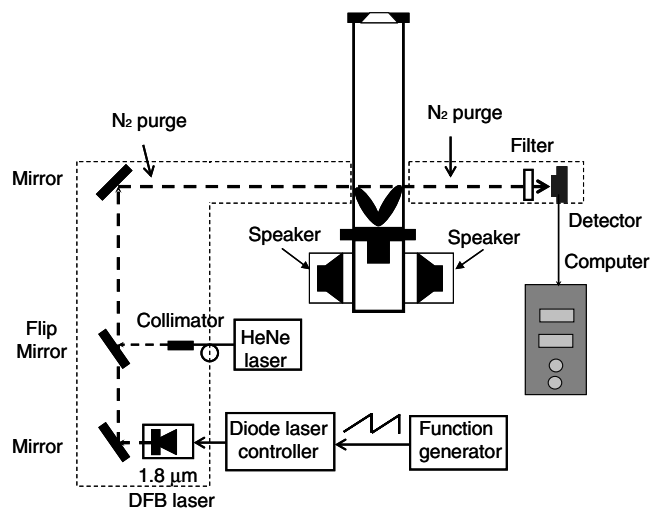 N2 purge
N2 purge
Filter
Mirror
Detector
Speaker
Speaker
Computer
Collimator
Flip
Mirror
HeNe
laser
Mirror
Diode laser
controller
Function
generator
1.8 μm
DFB laser